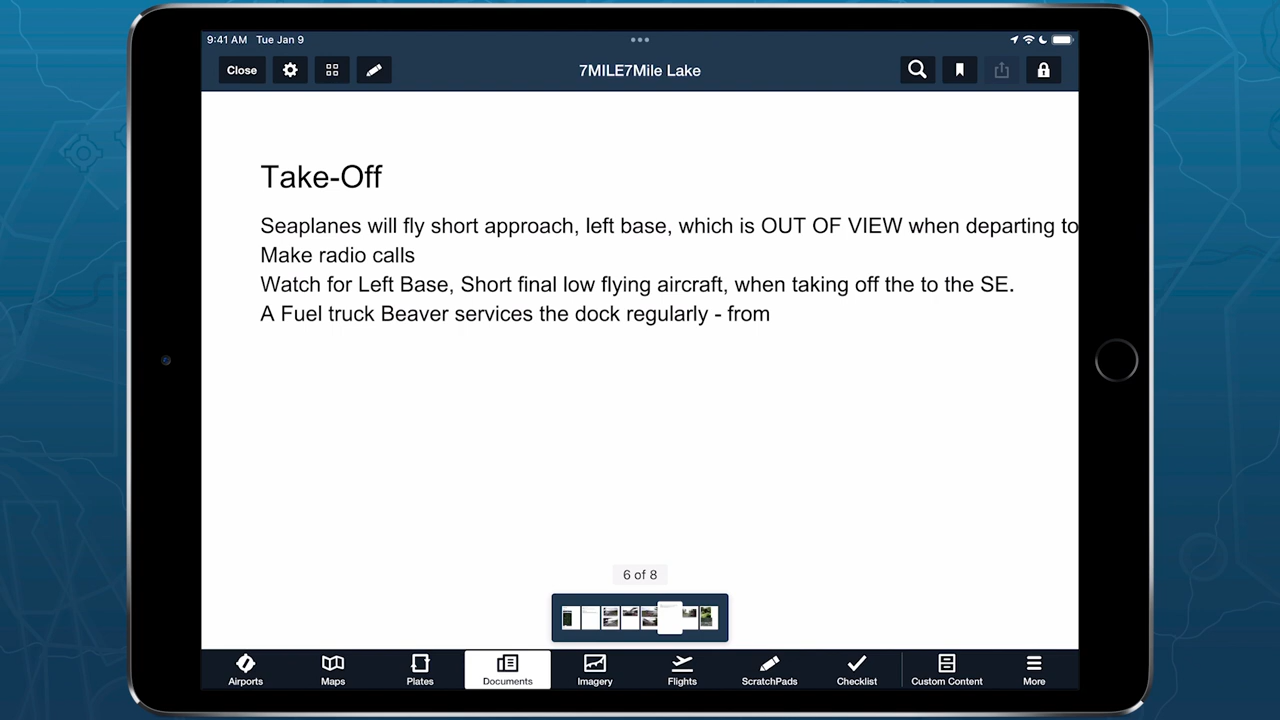 9:41 AM Tue Jan 9
Close
7MILE7Mile Lake
Take-Off
Seaplanes will fly short approach, left base, which is OUT OF VIEW when departing to
Make radio calls
Watch for Left Base, Short final low flying aircraft, when taking off the to the SE.
A Fuel truck Beaver services the dock regularly - from
6 of 8
Airports Maps Plates Documents Imagery Flights ScratchPads Checklist Custom Content More